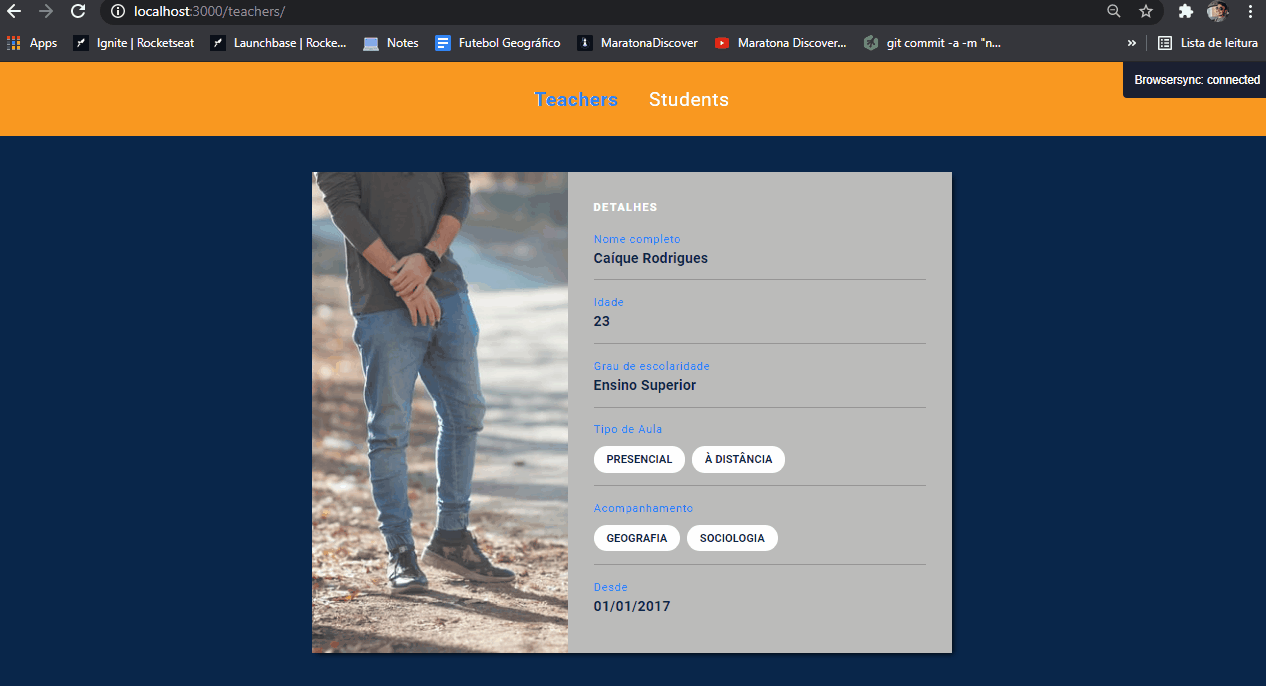 localhost:3000/teachers/
Apps Ignite | Rocketseat Launchbase | Rocke... Notes Futebol Geográfico MaratonaDiscover Maratona Discover... git commit -a -m "n... » Lista de leitura
Browsersync: connected
Teachers Students
DETALHES
Nome completo
Caíque Rodrigues
Idade
23
Grau de escolaridade
Ensino Superior
Tipo de Aula
PRESENCIAL À DISTÂNCIA
Acompanhamento
GEOGRAFIA SOCIOLOGIA
Desde
01/01/2017